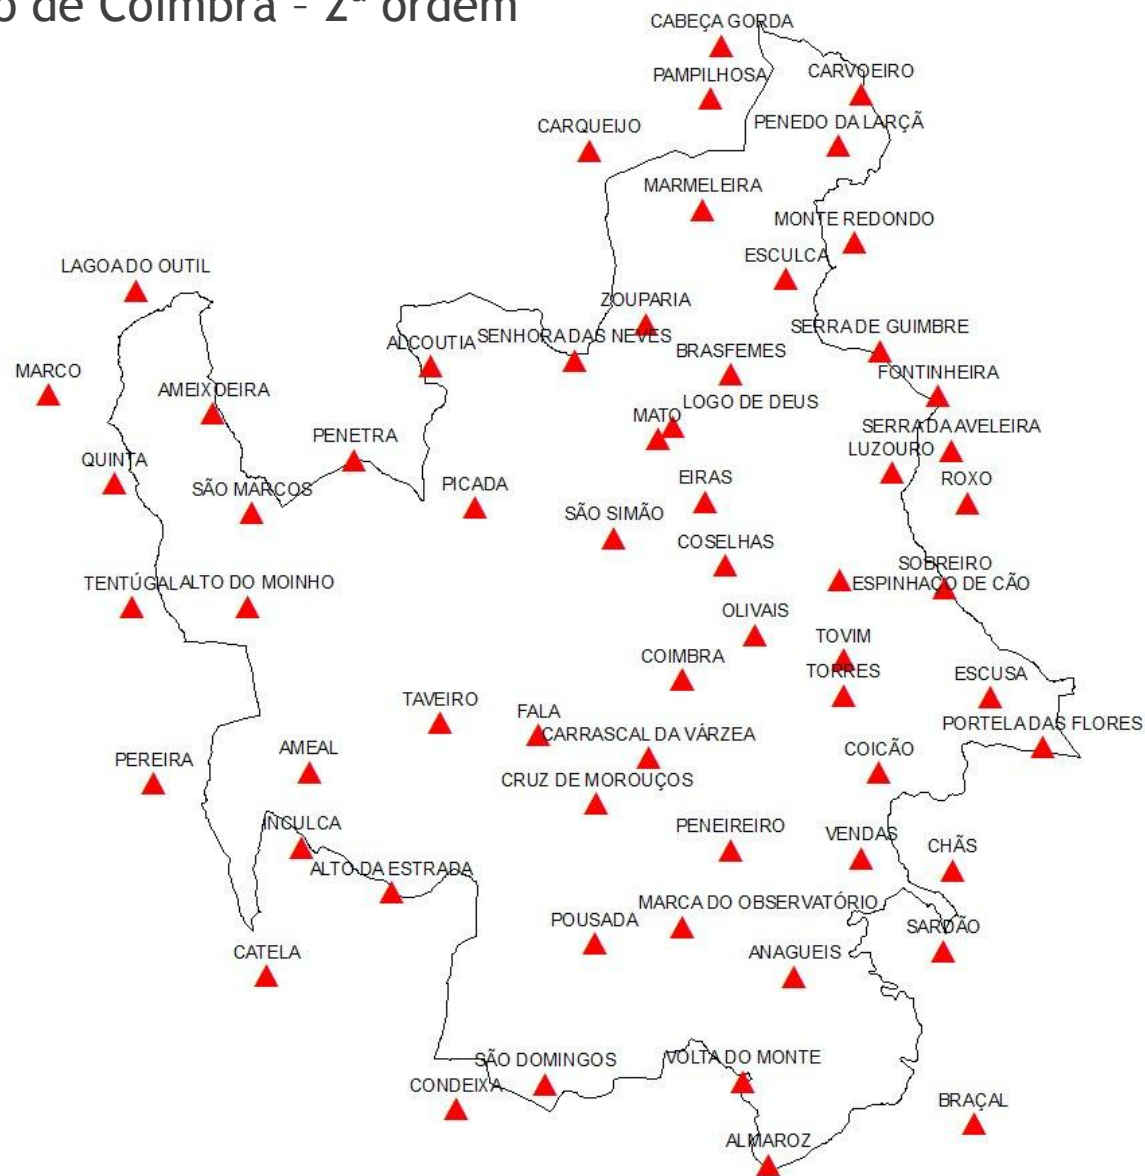 o de Coimbra - 2ª ordem
CABEÇA GORDA
PAMPILHOSA
CARVOEIRO
CARQUEIJO
PENEDO DA LARÇÃ
MARMELEIRA
MONTE REDONDO
ESCULCA
LAGOA DO OUTIL
ZOUPARIA
SERRA DE GUIMBRE
ALCOUTIA
SENHORA DAS NEVES
BRASFEMES
MARCO
FONTINHEIRA
AMEIXOEIRA
LOGO DE DEUS
MATO
SERRA DA AVELEIRA
PENETRA
LUZOURO
QUINTA
EIRAS
ROXO
SÃO MARCOS
PICADA
SÃO SIMÃO
COSELHAS
SOBREIRO
TENTÚGAL
ALTO DO MOINHO
ESPINHAÇO DE CÃO
OLIVAIS
TOVIM
COIMBRA
TORRES
ESCUSA
TAVEIRO
FALA
PORTELA DAS FLORES
CARRASCAL DA VÁRZEA
AMEAL
COICÃO
PEREIRA
CRUZ DE MOROUÇOS
INCULCA
PENEIREIRO
VENDAS
CHÃS
ALTO DA ESTRADA
MARCA DO OBSERVATÓRIO
POUSADA
SARDÃO
CATELA
ANAGUEIS
SÃO DOMINGOS
VOLTA DO MONTE
CONDEIXA
BRAÇAL
ALMAROZ